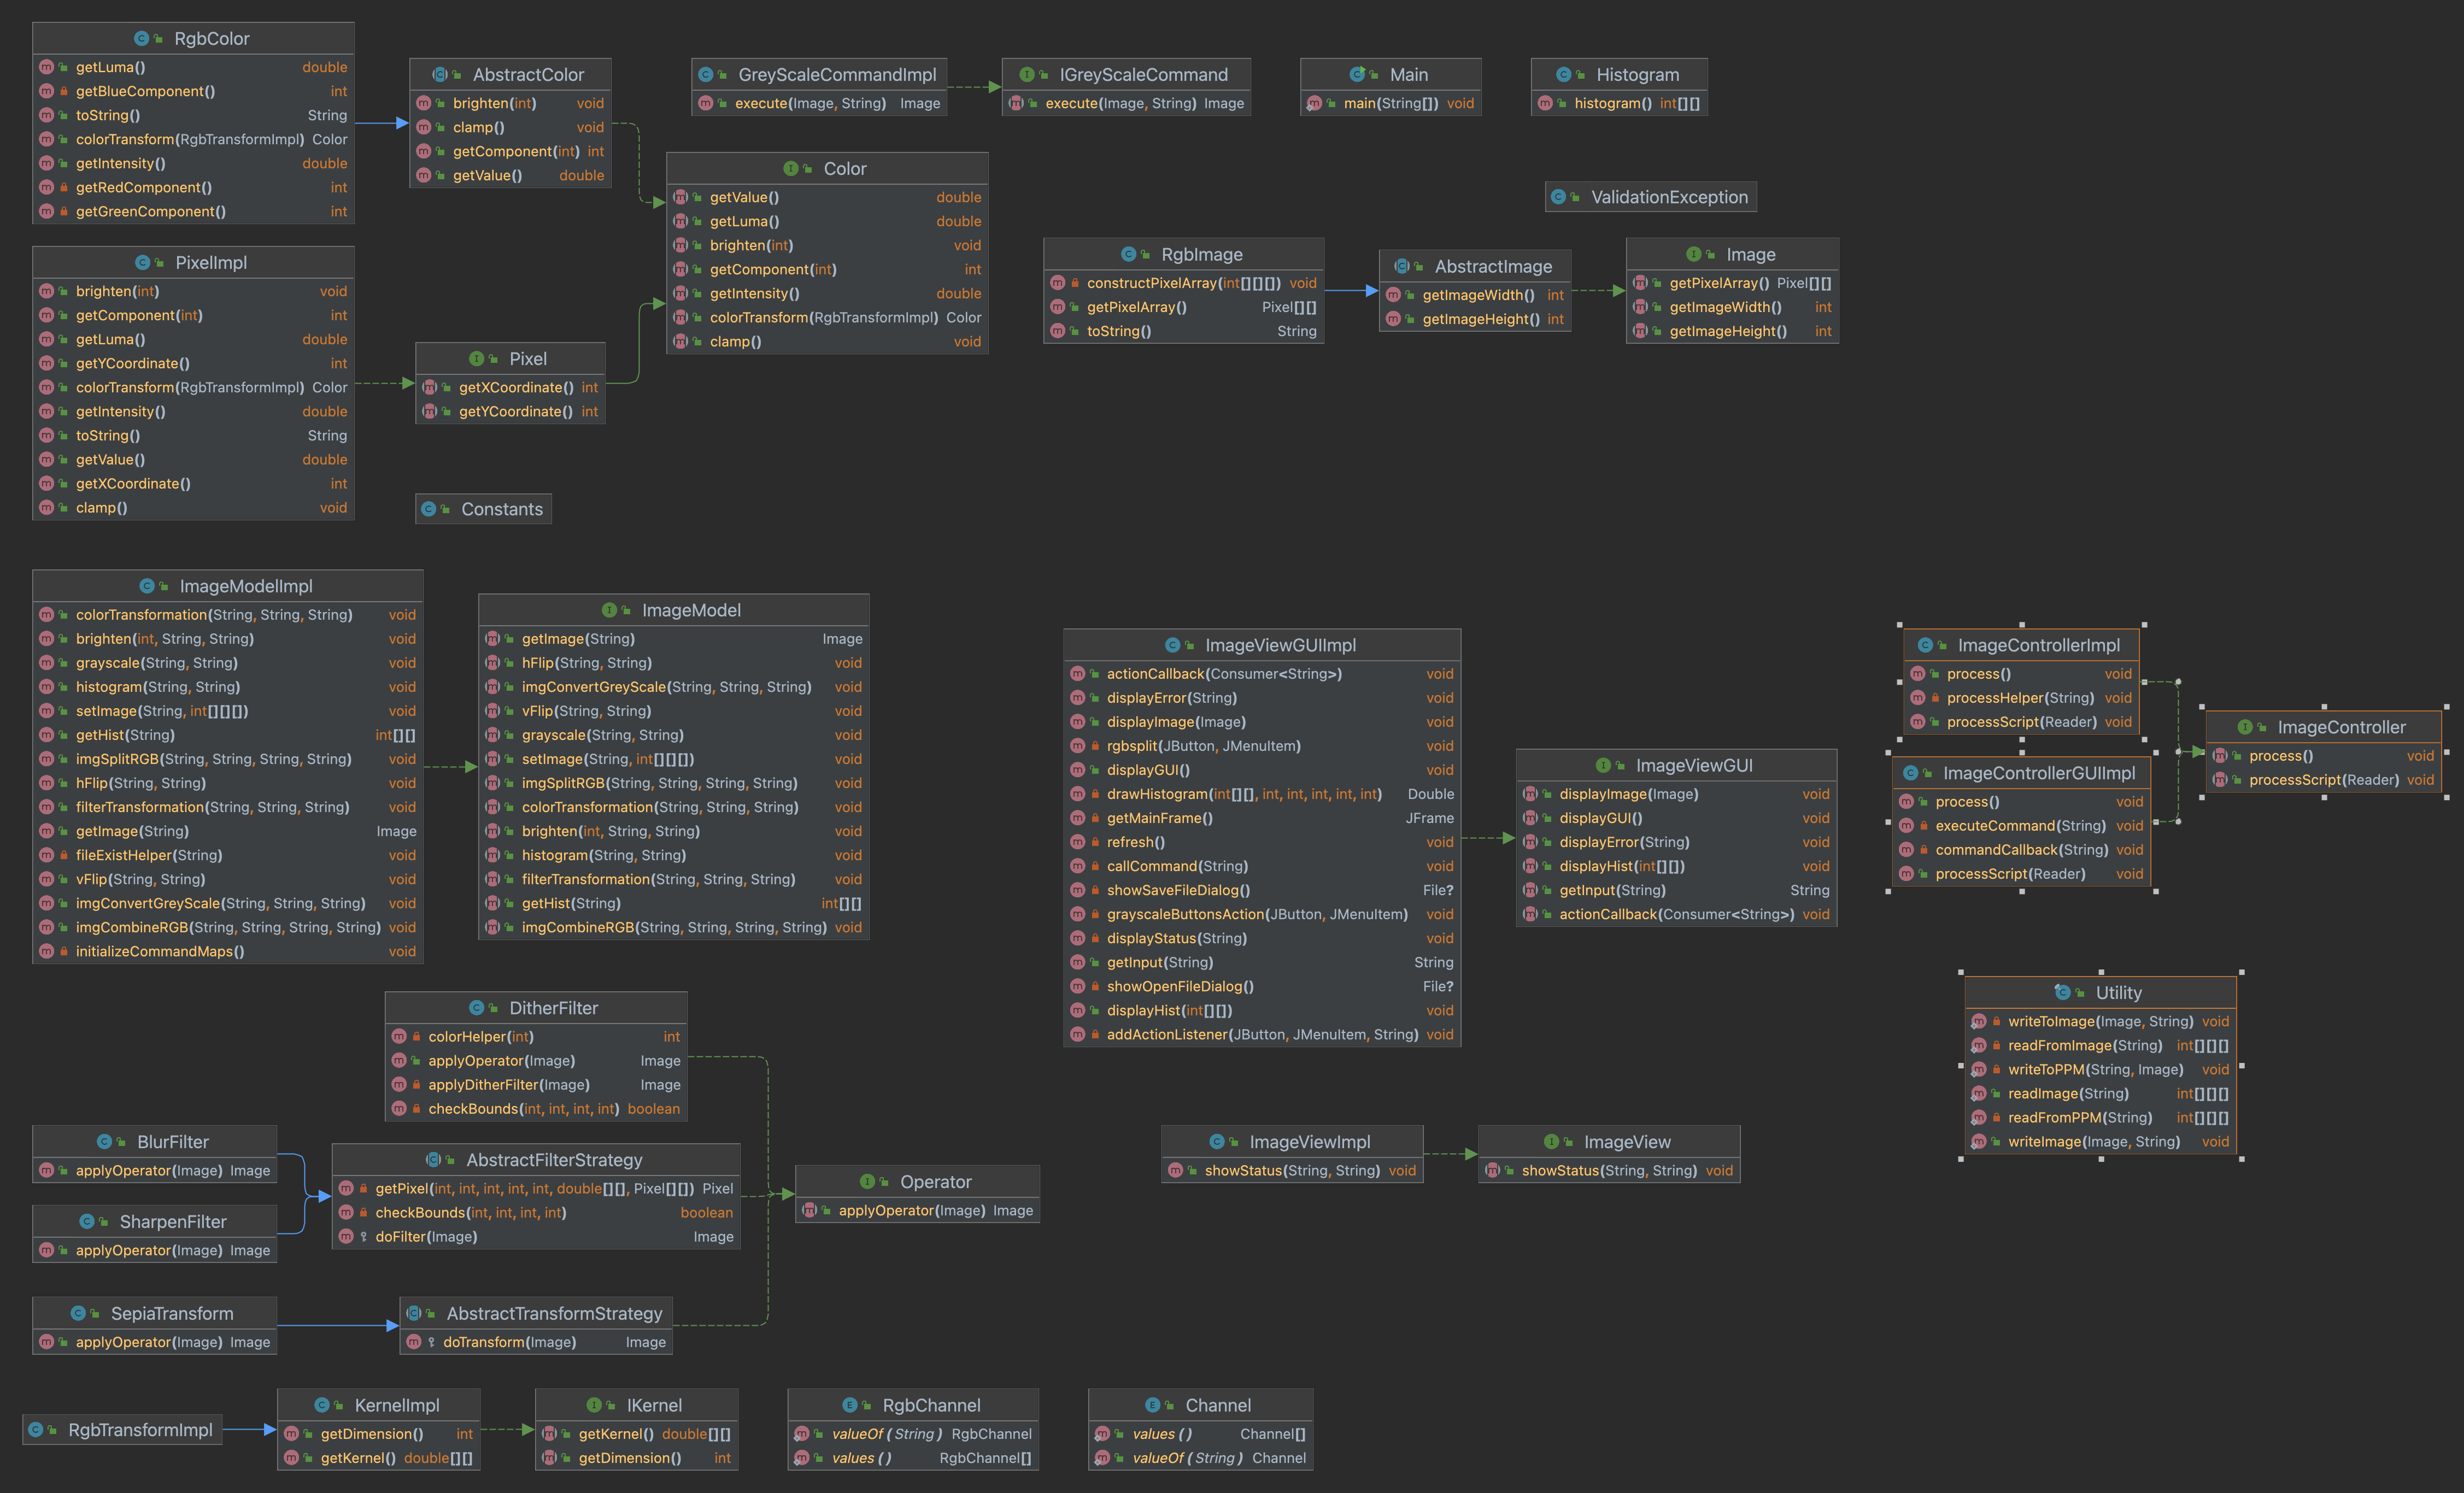 RgbColor
getLuma() double
getBlueComponent() int
toString() String
colorTransform(RgbTransformImpl) Color
getIntensity() double
getRedComponent() int
getGreenComponent() int
AbstractColor
brighten(int) void
clamp() void
getComponent(int) int
getValue() double
GreyScaleCommandImpl
execute(Image, String) Image
IGreyScaleCommand
execute(Image, String) Image
Main
main(String[]) void
Histogram
histogram() int[][]
Color
getValue() double
getLuma() double
brighten(int) void
getComponent(int) int
getIntensity() double
colorTransform(RgbTransformImpl) Color
clamp() void
ValidationException
RgbImage
constructPixelArray(int[][][]) void
getPixelArray() Pixel[][]
toString() String
AbstractImage
getImageWidth() int
getImageHeight() int
Image
getPixelArray() Pixel[][]
getImageWidth() int
getImageHeight() int
PixelImpl
brighten(int) void
getComponent(int) int
getLuma() double
getYCoordinate() int
colorTransform(RgbTransformImpl) Color
getIntensity() double
toString() String
getValue() double
getXCoordinate() int
clamp() void
Pixel
getXCoordinate() int
getYCoordinate() int
Constants
ImageModelImpl
colorTransformation(String, String, String) void
brighten(int, String, String) void
grayscale(String, String) void
histogram(String, String) void
setImage(String, int[][][]) void
getHist(String) int[][]
imgSplitRGB(String, String, String, String) void
hFlip(String, String) void
filterTransformation(String, String, String) void
getImage(String) Image
fileExistHelper(String) void
vFlip(String, String) void
imgConvertGreyScale(String, String, String) void
imgCombineRGB(String, String, String, String) void
initializeCommandMaps() void
ImageModel
getImage(String) Image
hFlip(String, String) void
imgConvertGreyScale(String, String, String) void
vFlip(String, String) void
grayscale(String, String) void
setImage(String, int[][][]) void
imgSplitRGB(String, String, String, String) void
colorTransformation(String, String, String) void
brighten(int, String, String) void
histogram(String, String) void
filterTransformation(String, String, String) void
getHist(String) int[][]
imgCombineRGB(String, String, String, String) void
ImageViewGUIImpl
actionCallback(Consumer<String>) void
displayError(String) void
displayImage(Image) void
rgbsplit(JButton, JMenuItem) void
displayGUI() void
drawHistogram(int[][], int, int, int, int, int) Double
getMainFrame() JFrame
refresh() void
callCommand(String) void
showSaveFileDialog() File?
grayscaleButtonsAction(JButton, JMenuItem) void
displayStatus(String) void
getInput(String) String
showOpenFileDialog() File?
displayHist(int[][]) void
addActionListener(JButton, JMenuItem, String) void
ImageViewGUI
displayImage(Image) void
displayGUI() void
displayError(String) void
displayHist(int[][]) void
getInput(String) String
actionCallback(Consumer<String>) void
ImageControllerImpl
process() void
processHelper(String) void
processScript(Reader) void
ImageControllerGUIImpl
process() void
executeCommand(String) void
commandCallback(String) void
processScript(Reader) void
ImageController
process() void
processScript(Reader) void
Utility
writeToImage(Image, String) void
readFromImage(String) int[][][]
writeToPPM(String, Image) void
readImage(String) int[][][]
readFromPPM(String) int[][][]
writeImage(Image, String) void
DitherFilter
colorHelper(int) int
applyOperator(Image) Image
applyDitherFilter(Image) Image
checkBounds(int, int, int, int) boolean
BlurFilter
applyOperator(Image) Image
SharpenFilter
applyOperator(Image) Image
AbstractFilterStrategy
getPixel(int, int, int, int, int, double[][], Pixel[][]) Pixel
checkBounds(int, int, int, int) boolean
doFilter(Image) Image
Operator
applyOperator(Image) Image
ImageViewImpl
showStatus(String, String) void
ImageView
showStatus(String, String) void
SepiaTransform
applyOperator(Image) Image
AbstractTransformStrategy
doTransform(Image) Image
RgbTransformImpl
KernelImpl
getDimension() int
getKernel() double[][]
IKernel
getKernel() double[][]
getDimension() int
RgbChannel
valueOf(String) RgbChannel
values() RgbChannel[]
Channel
values() Channel[]
valueOf(String) Channel